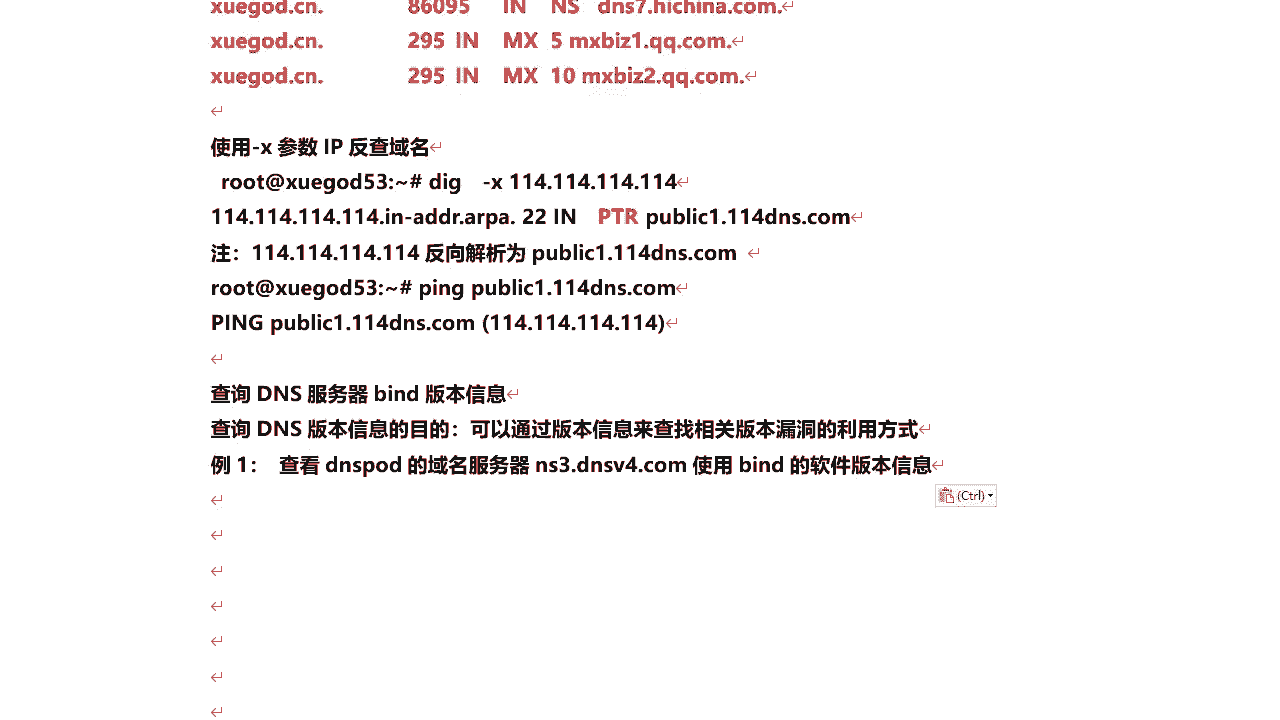 xuegod.cn. 86095 IN NS dns7.hichina.com.
xuegod.cn. 295 IN MX 5 mxbiz1.qq.com.
xuegod.cn. 295 IN MX 10 mxbiz2.qq.com.
使用-x 参数 IP 反查域名
root@xuegod53:~# dig -x 114.114.114.114
114.114.114.114.in-addr.arpa. 22 IN PTR public1.114dns.com
注：114.114.114.114 反向解析为 public1.114dns.com
root@xuegod53:~# ping public1.114dns.com
PING public1.114dns.com (114.114.114.114)
查询 DNS 服务器 bind 版本信息
查询 DNS 版本信息的目的：可以通过版本信息来查找相关版本漏洞的利用方式
例 1： 查看 dnspod 的域名服务器 ns3.dnsv4.com 使用 bind 的软件版本信息
(Ctrl)